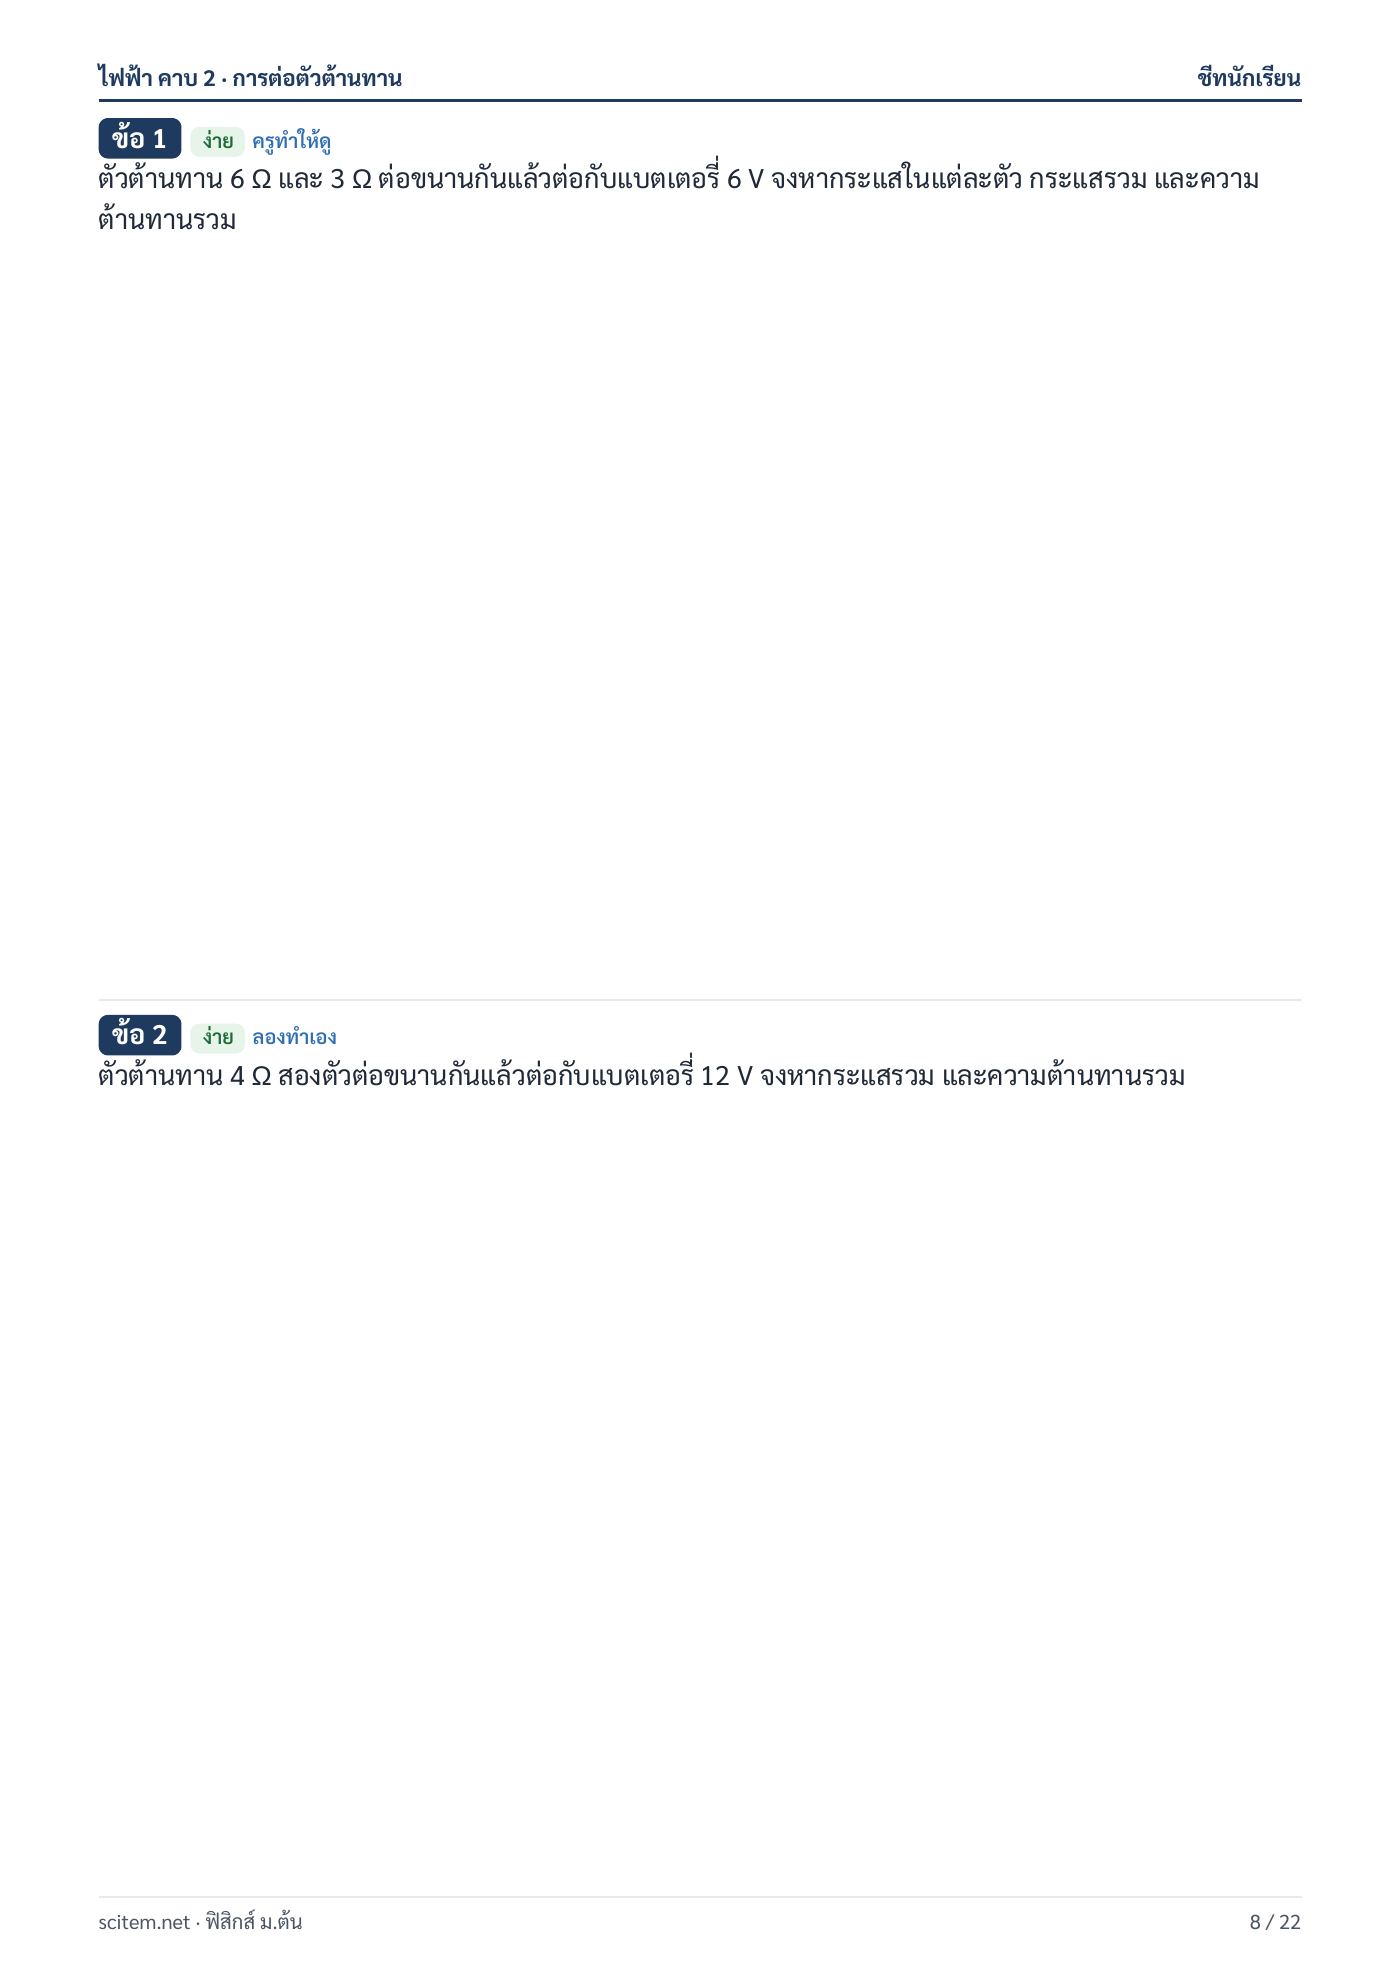 ไฟฟ้า คาบ 2 · การต่อตัวต้านทาน
ชีทนักเรียน
ข้อ 1 ง่าย ครูทำให้ดู
ตัวต้านทาน 6 Ω และ 3 Ω ต่อขนานกันแล้วต่อกับแบตเตอรี่ 6 V จงหากระแสในแต่ละตัว กระแสรวม และความ
ต้านทานรวม
ข้อ 2 ง่าย ลองทำเอง
ตัวต้านทาน 4 Ω สองตัวต่อขนานกันแล้วต่อกับแบตเตอรี่ 12 V จงหากระแสรวม และความต้านทานรวม
scitem.net · ฟิสิกส์ ม.ต้น
8 / 22